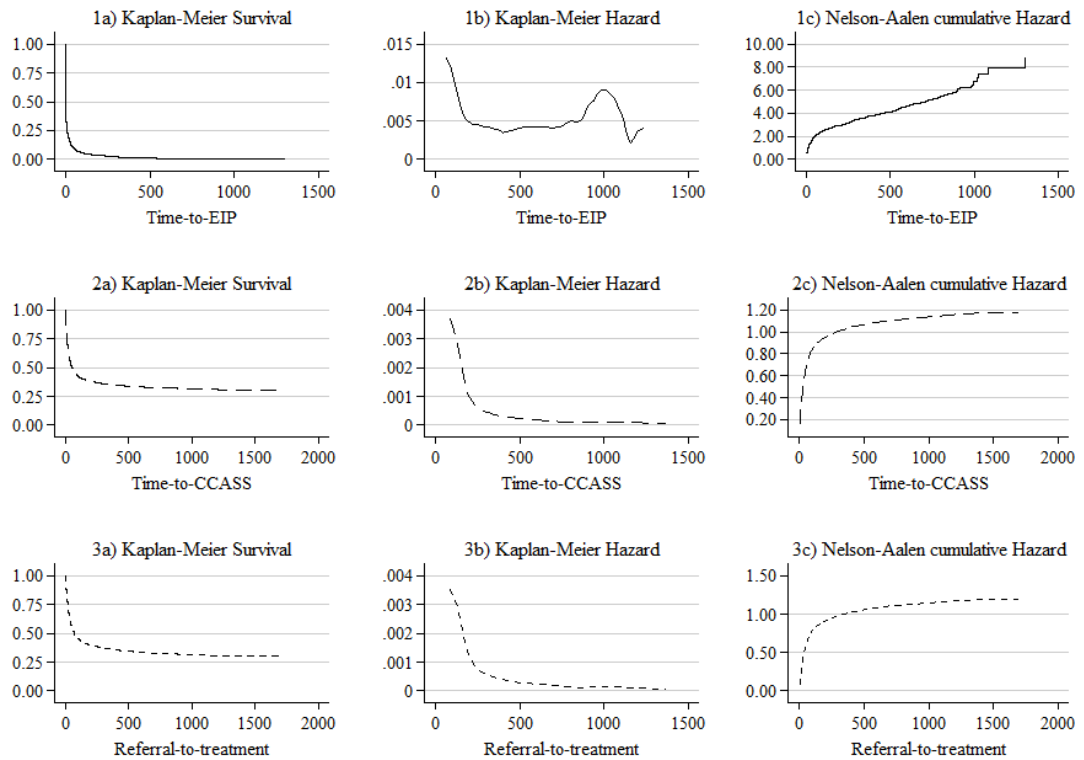 1a) Kaplan-Meier Survival
1.00
0.75
0.50
0.25
0.00
0 500 1000 1500
Time-to-EIP
1b) Kaplan-Meier Hazard
.015
.01
.005
0
0 500 1000 1500
Time-to-EIP
1c) Nelson-Aalen cumulative Hazard
10.00
8.00
6.00
4.00
2.00
0.00
0 500 1000 1500
Time-to-EIP
2a) Kaplan-Meier Survival
1.00
0.75
0.50
0.25
0.00
0 500 1000 1500 2000
Time-to-CCASS
2b) Kaplan-Meier Hazard
.004
.003
.002
.001
0
0 500 1000 1500
Time-to-CCASS
2c) Nelson-Aalen cumulative Hazard
1.20
1.00
0.80
0.60
0.40
0.20
0 500 1000 1500 2000
Time-to-CCASS
3a) Kaplan-Meier Survival
1.00
0.75
0.50
0.25
0.00
0 500 1000 1500 2000
Referral-to-treatment
3b) Kaplan-Meier Hazard
.004
.003
.002
.001
0
0 500 1000 1500
Referral-to-treatment
3c) Nelson-Aalen cumulative Hazard
1.50
1.00
0.50
0.00
0 500 1000 1500 2000
Referral-to-treatment